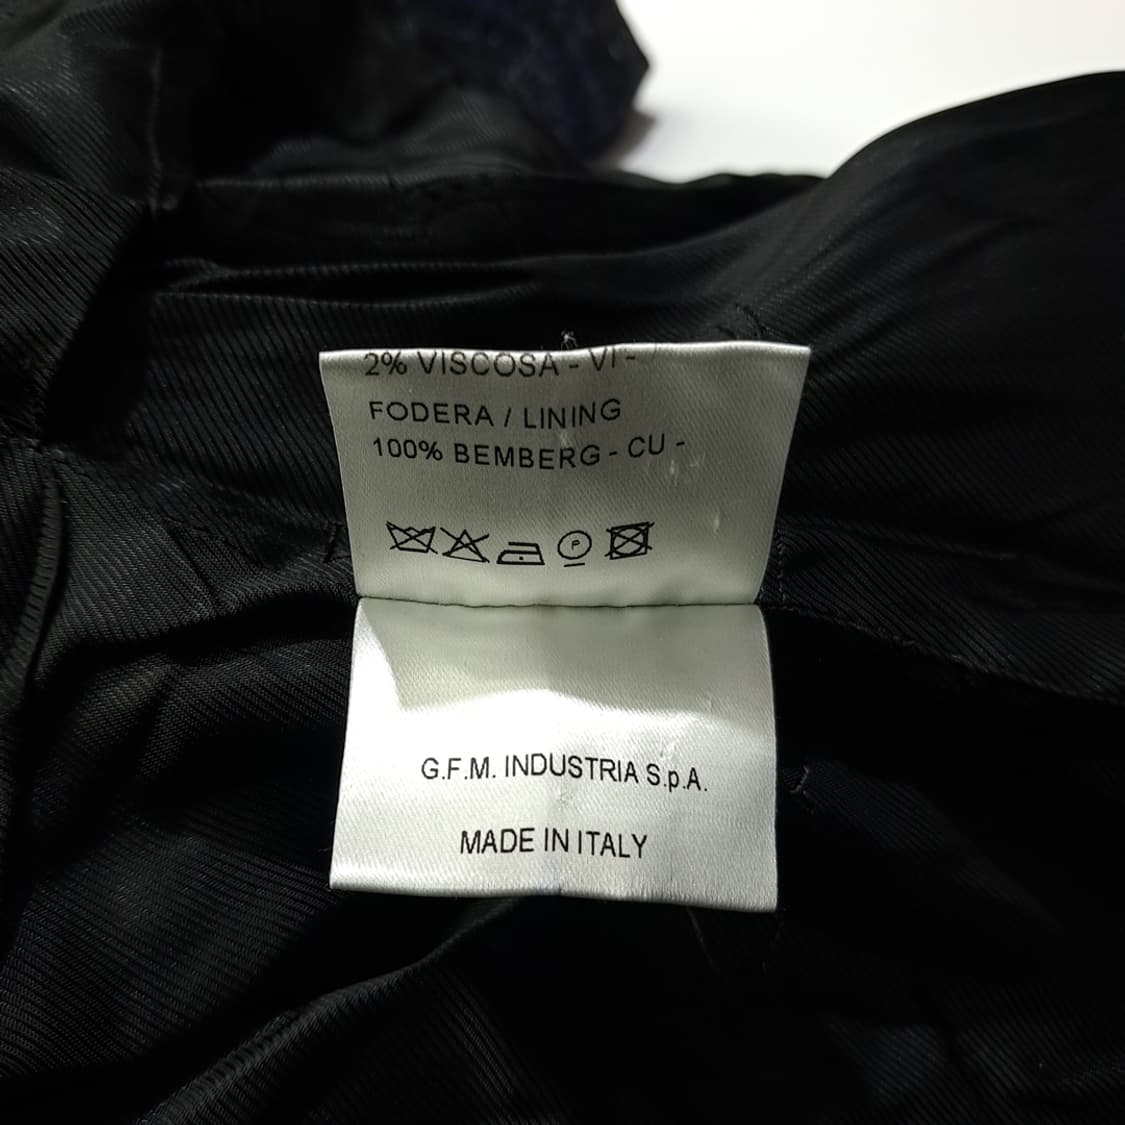 2% VISCOSA - VI -
FODERA / LINING
100% BEMBERG - CU -
P
G.F.M. INDUSTRIA S.p.A.
MADE IN ITALY